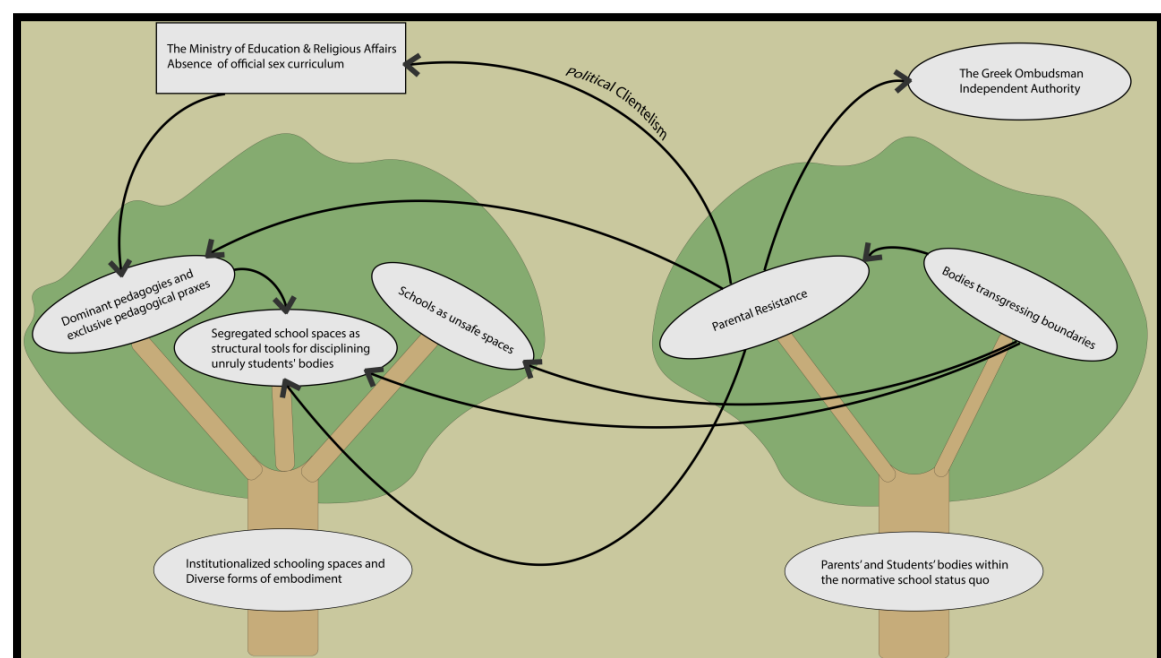 The Ministry of Education & Religious Affairs
Absence of official sex curriculum
Political Clientelism
The Greek Ombudsman
Independent Authority
Dominant pedagogies and
exclusive pedagogical praxes
Segregated school spaces as
structural tools for disciplining
unruly students' bodies
Schools as unsafe spaces
Parental Resistance
Bodies transgressing boundaries
Institutionalized schooling spaces and
Diverse forms of embodiment
Parents' and Students' bodies within
the normative school status quo